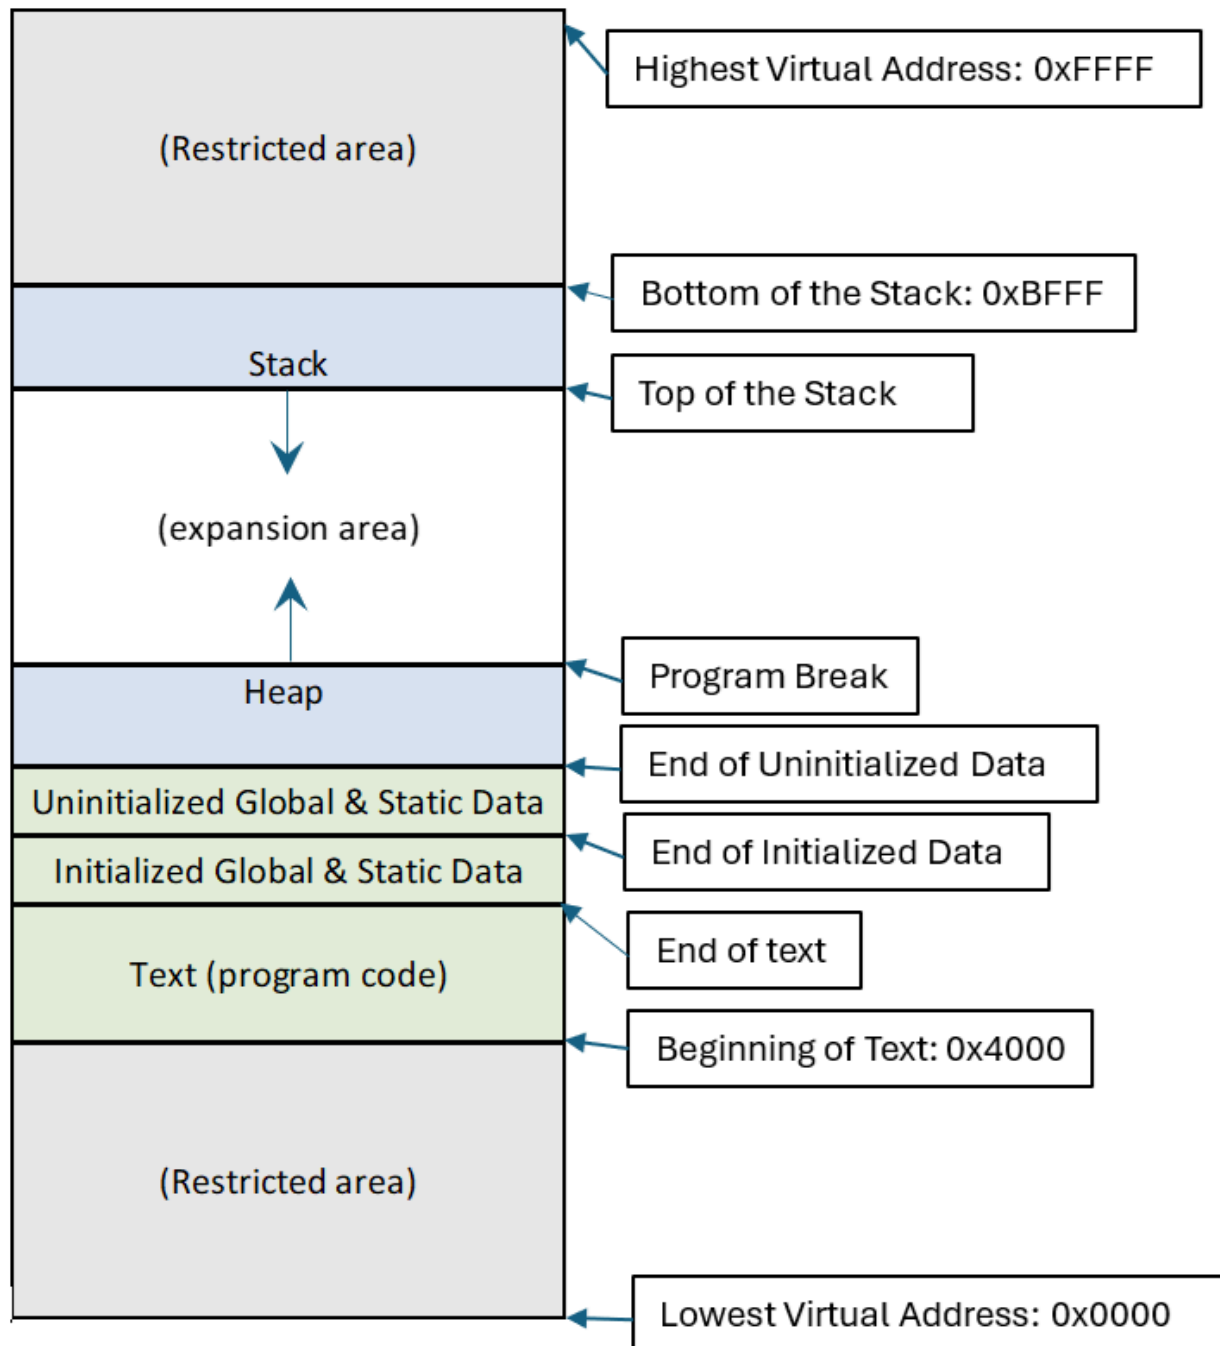 Highest Virtual Address: 0xFFFF
(Restricted area)
Bottom of the Stack: 0xBFFF
Stack
Top of the Stack
(expansion area)
Program Break
Heap
End of Uninitialized Data
Uninitialized Global & Static Data
End of Initialized Data
Initialized Global & Static Data
End of text
Text (program code)
Beginning of Text: 0x4000
(Restricted area)
Lowest Virtual Address: 0x0000